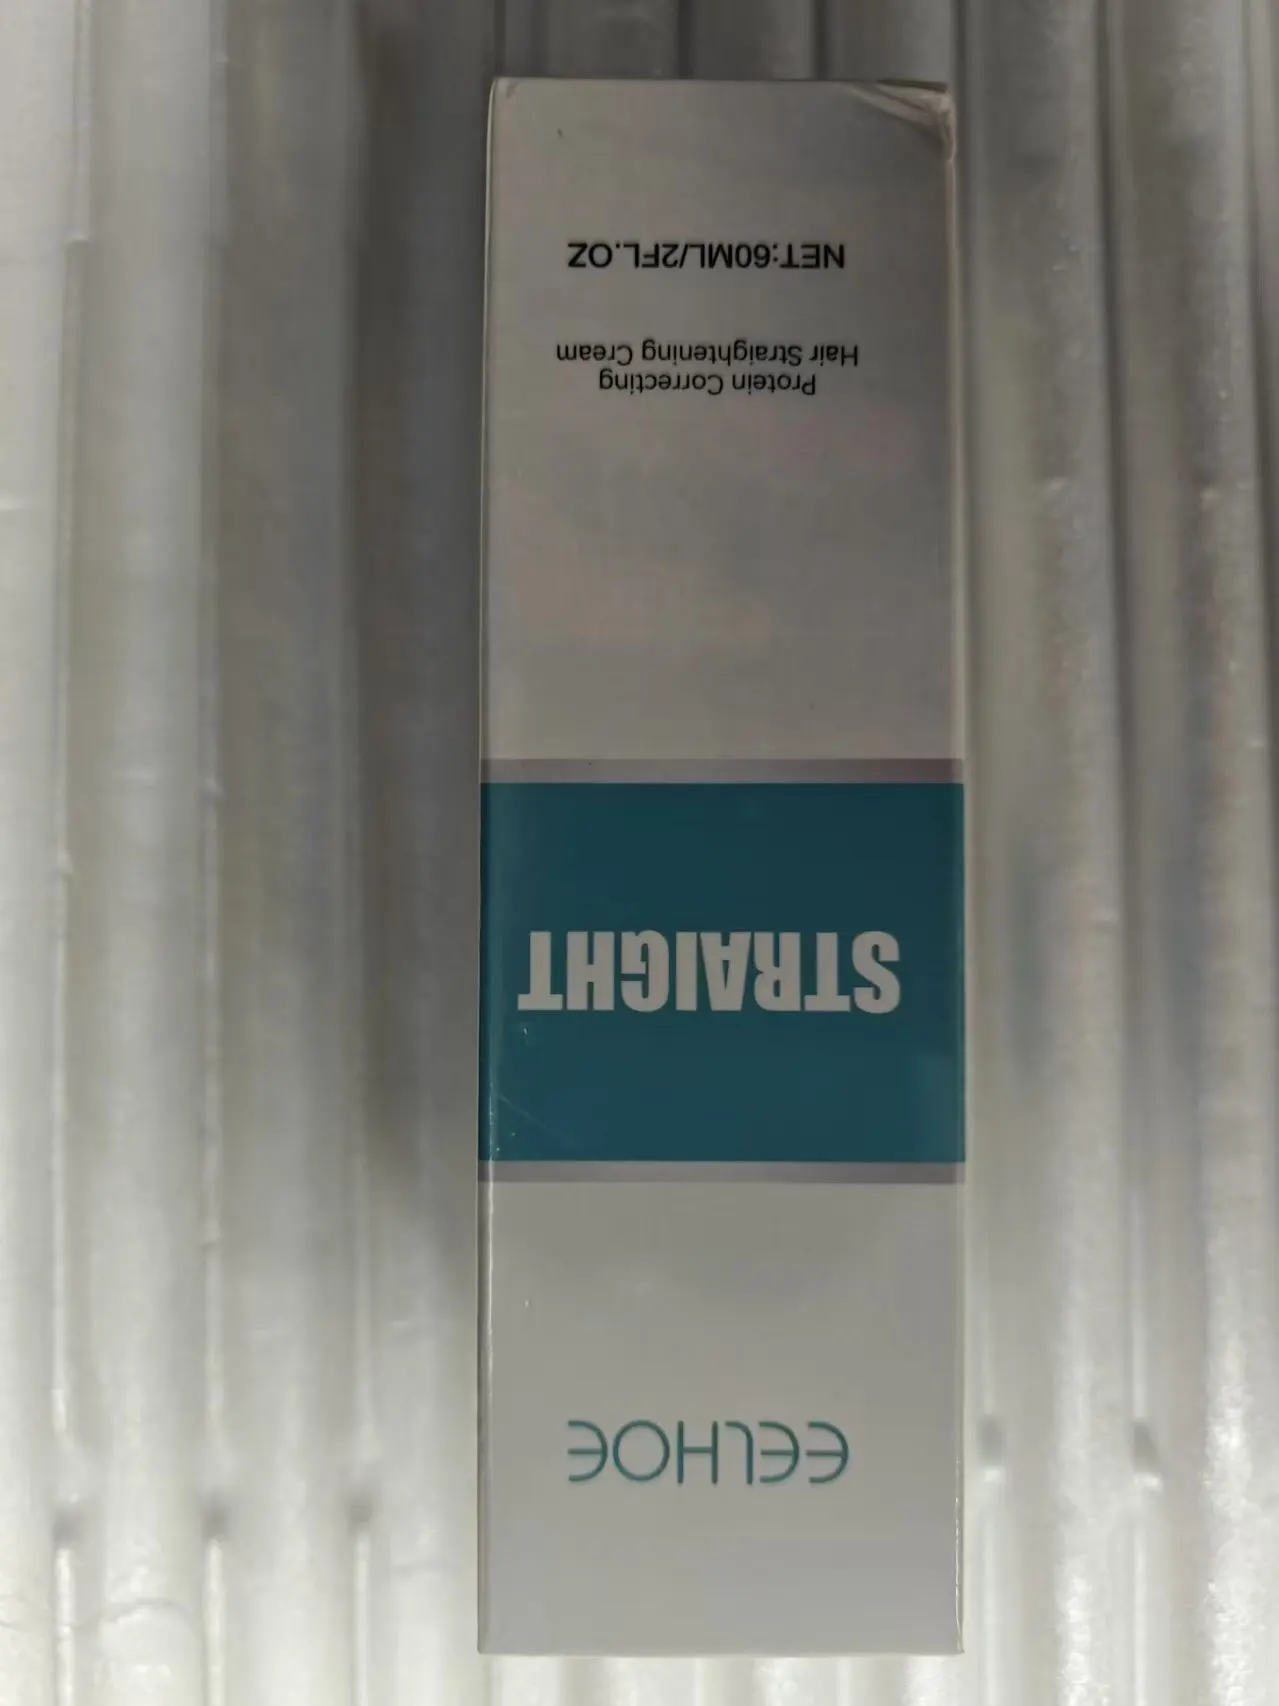 EELHOE
STRAIGHT
Protein Correcting
Hair Straightening Cream
NET:60ML/2FL.OZ